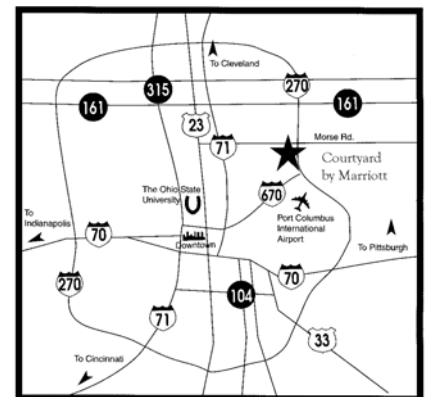 To Cleveland
270
315
161
161
23
Morse Rd.
71
Courtyard
by Marriott
The Ohio State
University
670
To
Indianapolis
Port Columbus
International
Airport
70
Downtown
To Pittsburgh
70
270
104
71
33
To Cincinnati